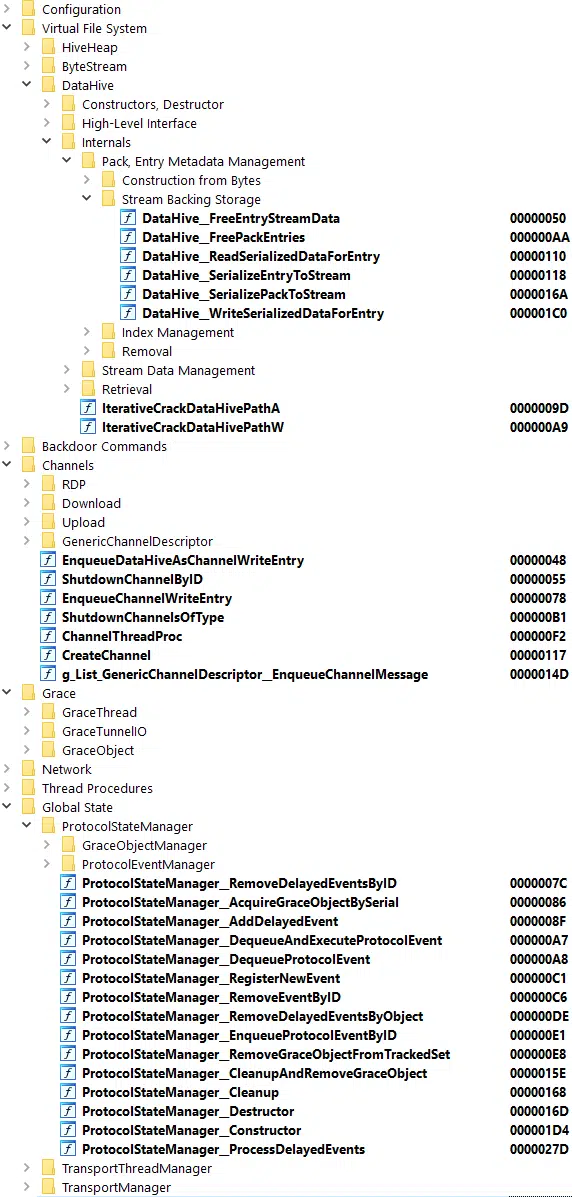 Configuration
Virtual File System
HiveHeap
ByteStream
DataHive
Constructors, Destructor
High-Level Interface
Internals
Pack, Entry Metadata Management
Construction from Bytes
Stream Backing Storage
DataHive__FreeEntryStreamData 00000050
DataHive__FreePackEntries 000000AA
DataHive__ReadSerializedDataForEntry 00000110
DataHive__SerializeEntryToStream 00000118
DataHive__SerializePackToStream 0000016A
DataHive__WriteSerializedDataForEntry 000001C0
Index Management
Removal
Stream Data Management
Retrieval
IterativeCrackDataHivePathA 0000009D
IterativeCrackDataHivePathW 000000A9
Backdoor Commands
Channels
RDP
Download
Upload
GenericChannelDescriptor
EnqueueDataHiveAsChannelWriteEntry 00000048
ShutdownChannelByID 00000055
EnqueueChannelWriteEntry 00000078
ShutdownChannelsOfType 000000B1
ChannelThreadProc 000000F2
CreateChannel 00000117
g_List_GenericChannelDescriptor__EnqueueChannelMessage 0000014D
Grace
GraceThread
GraceTunnelIO
GraceObject
Network
Thread Procedures
Global State
ProtocolStateManager
GraceObjectManager
ProtocolEventManager
ProtocolStateManager__RemoveDelayedEventsByID 0000007C
ProtocolStateManager__AcquireGraceObjectBySerial 00000086
ProtocolStateManager__AddDelayedEvent 0000008F
ProtocolStateManager__DequeueAndExecuteProtocolEvent 000000A7
ProtocolStateManager__DequeueProtocolEvent 000000A8
ProtocolStateManager__RegisterNewEvent 000000C1
ProtocolStateManager__RemoveEventByID 000000C6
ProtocolStateManager__RemoveDelayedEventsByObject 000000DE
ProtocolStateManager__EnqueueProtocolEventByID 000000E1
ProtocolStateManager__RemoveGraceObjectFromTrackedSet 000000E8
ProtocolStateManager__CleanupAndRemoveGraceObject 0000015E
ProtocolStateManager__Cleanup 00000168
ProtocolStateManager__Destructor 0000016D
ProtocolStateManager__Constructor 000001D4
ProtocolStateManager__ProcessDelayedEvents 0000027D
TransportThreadManager
TransportManager